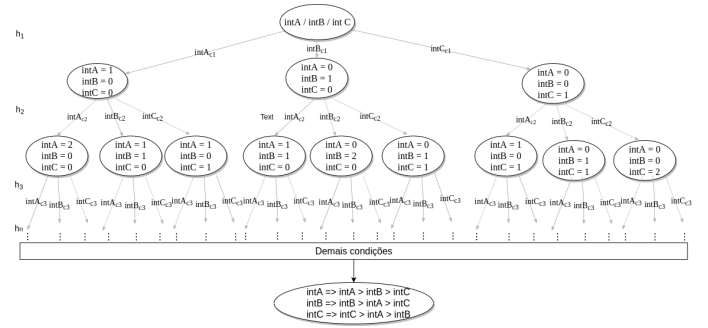 intA / intB / int C
h1
intAc1
intBc1
intCc1
intA = 1
intB = 0
intC = 0
intA = 0
intB = 1
intC = 0
intA = 0
intB = 0
intC = 1
h2
intAc2
intBc2
intCc2
Text
intAc2
intBc2
intCc2
intAc2
intBc2
intCc2
intA = 2
intB = 0
intC = 0
intA = 1
intB = 1
intC = 0
intA = 1
intB = 0
intC = 1
intA = 1
intB = 1
intC = 0
intA = 0
intB = 2
intC = 0
intA = 0
intB = 1
intC = 1
intA = 1
intB = 0
intC = 1
intA = 0
intB = 1
intC = 1
intA = 0
intB = 0
intC = 2
h3
intAc3
intBc3
intCc3
intAc3
intBc3
intCc3
intAc3
intBc3
intCc3
intAc3
intBc3
intCc3
intAc3
intBc3
intCc3
intAc3
intBc3
intCc3
intAc3
intBc3
intCc3
intAc3
intBc3
intCc3
intAc3
intBc3
intCc3
hn
Demais condições
intA => intA > intB > intC
intB => intB > intA > intC
intC => intC > intA > intB